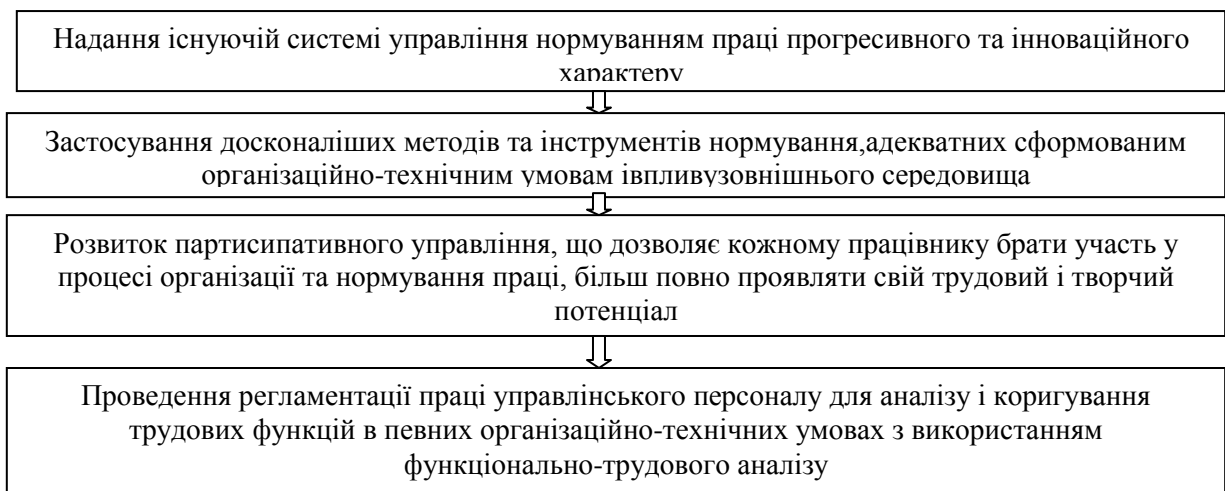 Надання існуючій системі управління нормуванням праці прогресивного та інноваційного
характеру
Застосування досконаліших методів та інструментів нормування,адекватних сформованим
організаційно-технічним умовам івпливузовнішнього середовища
Розвиток партисипативного управління, що дозволяє кожному працівнику брати участь у
процесі організації та нормування праці, більш повно проявляти свій трудовий і творчий
потенціал
Проведення регламентації праці управлінського персоналу для аналізу і коригування
трудових функцій в певних організаційно-технічних умовах з використанням
функціонально-трудового аналізу